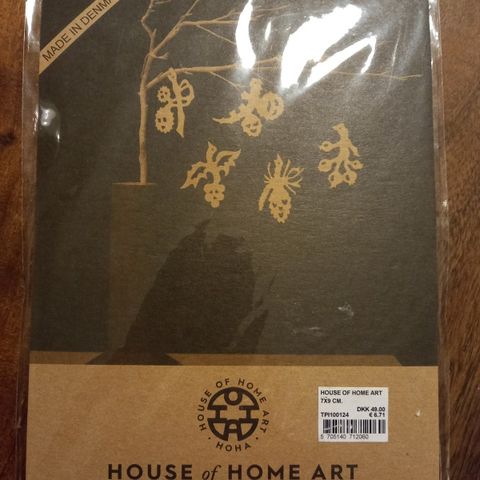 MADE IN DENM
HOUSE OF HOME ART
7X9 CM.
DKK 49.00
TPI100124 € 6.71
5 705140 712060
HOUSE OF HOME ART · HOHA ·
HOUSE of HOME ART